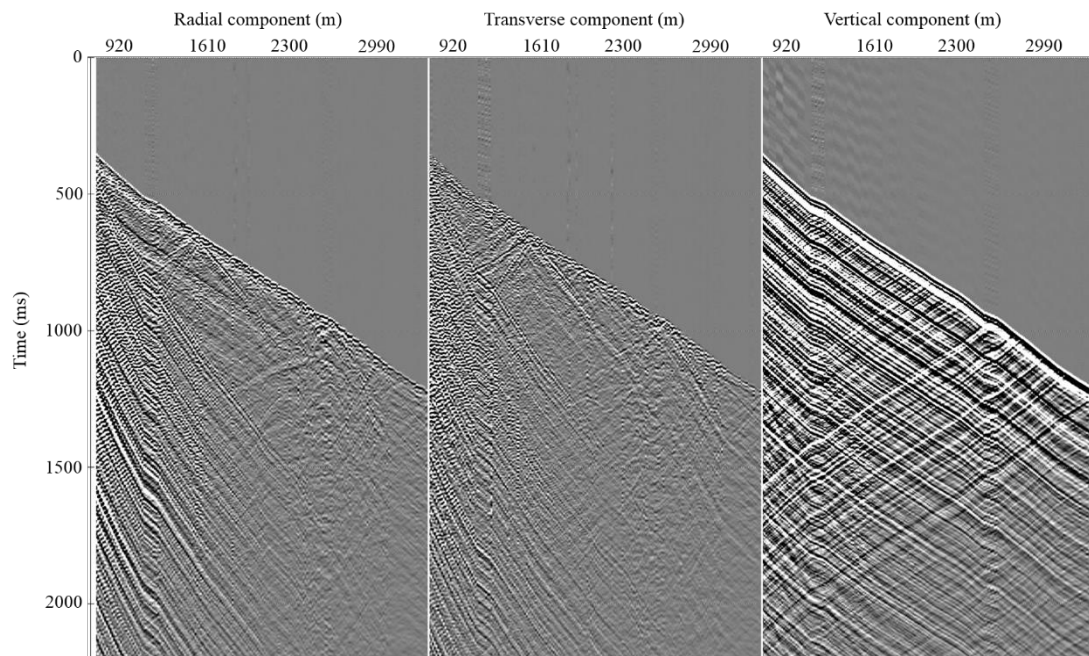 Radial component (m) Transverse component (m) Vertical component (m)
920 1610 2300 2990 920 1610 2300 2990 920 1610 2300 2990
0
500
1000
1500
2000
Time (ms)